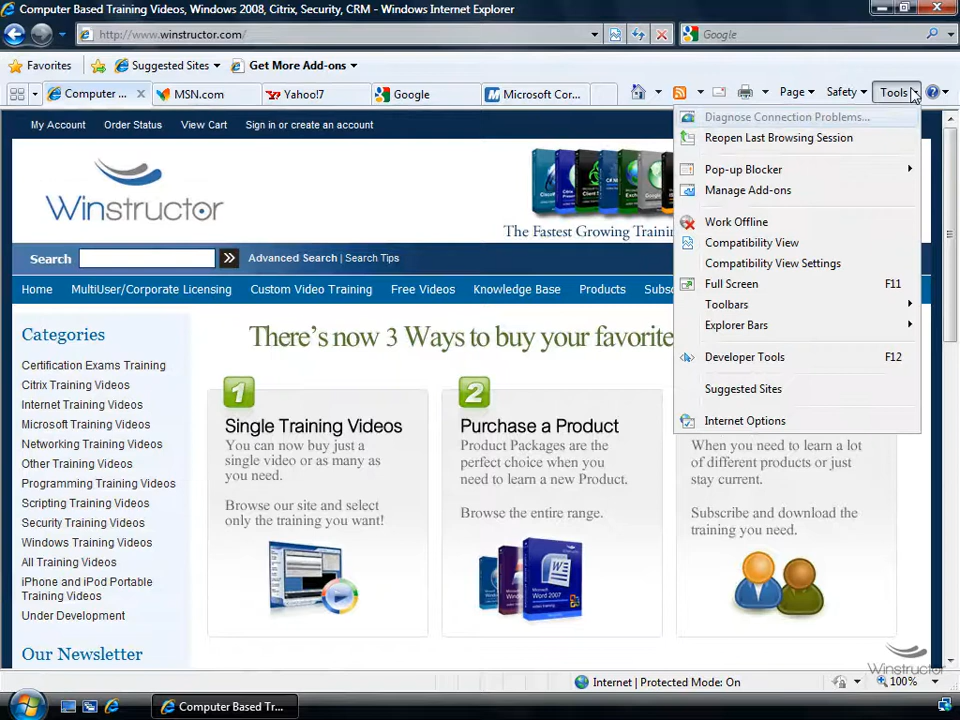 Computer Based Training Videos, Windows 2008, Citrix, Security, CRM - Windows Internet Explorer
http://www.winstructor.com/
Google
Favorites
Suggested Sites
Get More Add-ons
Computer ...
MSN.com
Yahoo!7
Google
Microsoft Cor...
Page
Safety
Tools
My Account
Order Status
View Cart
Sign in or create an account
Winstructor
The Fastest Growing Trainin
Search
Advanced Search | Search Tips
Home
MultiUser/Corporate Licensing
Custom Video Training
Free Videos
Knowledge Base
Products
Subsc
Diagnose Connection Problems...
Reopen Last Browsing Session
Pop-up Blocker
Manage Add-ons
Work Offline
Compatibility View
Compatibility View Settings
Full Screen F11
Toolbars
Explorer Bars
Developer Tools F12
Suggested Sites
Internet Options
Categories
Certification Exams Training
Citrix Training Videos
Internet Training Videos
Microsoft Training Videos
Networking Training Videos
Other Training Videos
Programming Training Videos
Scripting Training Videos
Security Training Videos
Windows Training Videos
All Training Videos
iPhone and iPod Portable
Training Videos
Under Development
Our Newsletter
There's now 3 Ways to buy your favorite
1
Single Training Videos
You can now buy just a
single video or as many as
you need.
Browse our site and select
only the training you want!
2
Purchase a Product
Product Packages are the
perfect choice when you
need to learn a new Product.
Browse the entire range.
Microsoft
Word 2007
When you need to learn a lot
of different products or just
stay current.
Subscribe and download the
training you need.
Winstructor
Internet | Protected Mode: On
100%
Computer Based Tr...